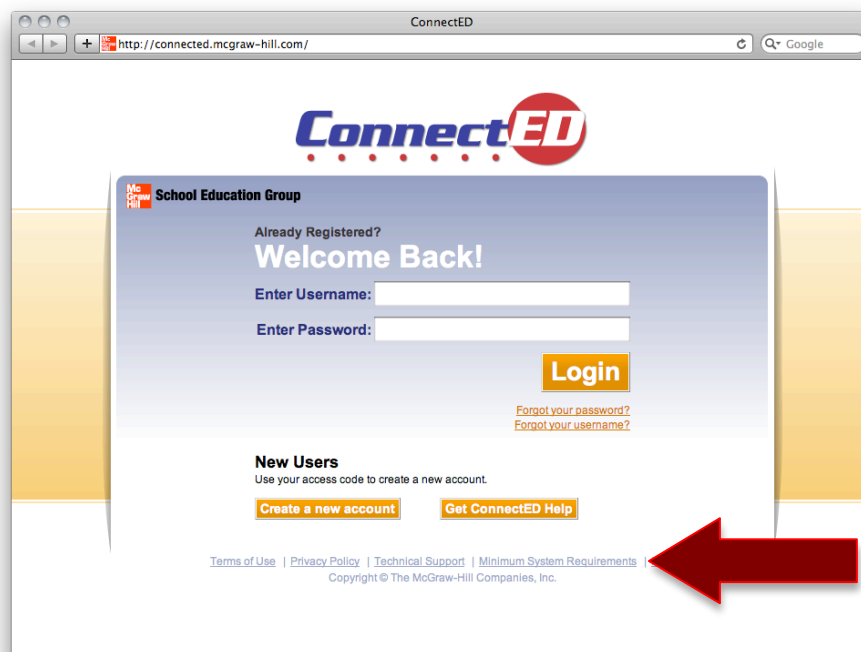 ConnectED
http://connected.mcgraw-hill.com/
Google
ConnectED
Mc Graw Hill School Education Group
Already Registered?
Welcome Back!
Enter Username:
Enter Password:
Login
Forgot your password?
Forgot your username?
New Users
Use your access code to create a new account.
Create a new account
Get ConnectED Help
Terms of Use | Privacy Policy | Technical Support | Minimum System Requirements |
Copyright © The McGraw-Hill Companies, Inc.